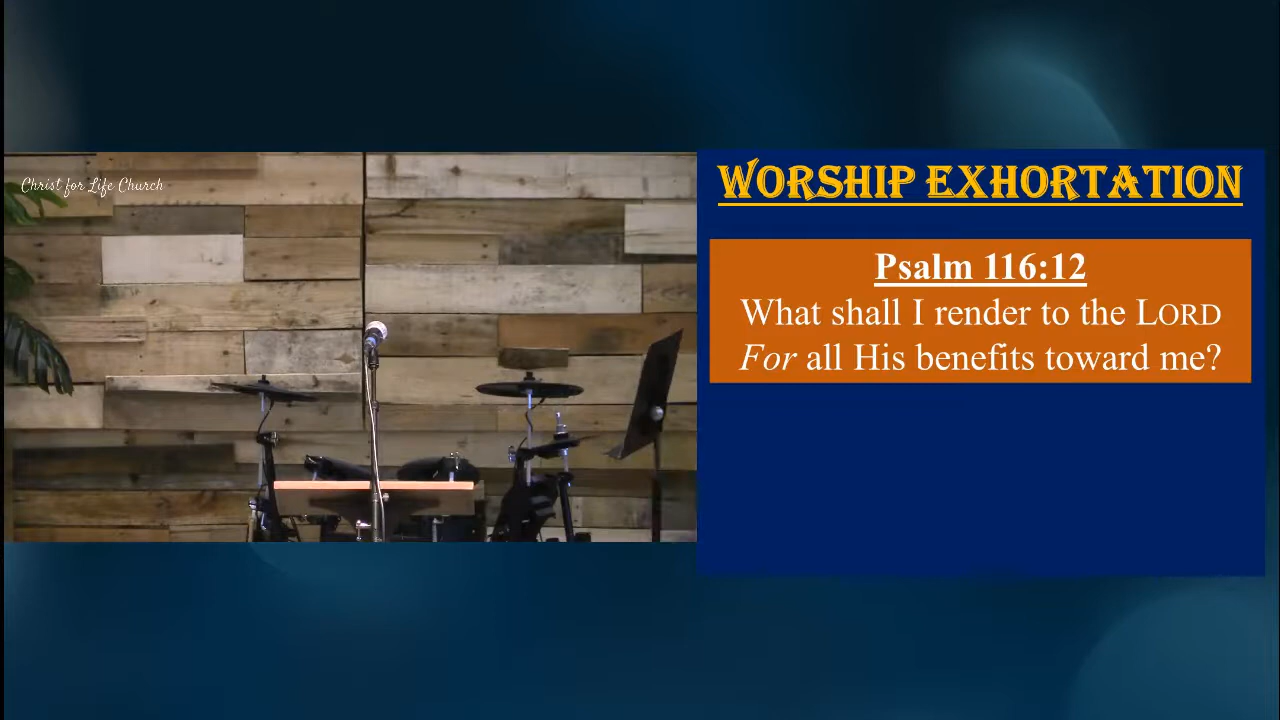 Christ for Life Church
WORSHIP EXHORTATION
Psalm 116:12
What shall I render to the LORD
For all His benefits toward me?